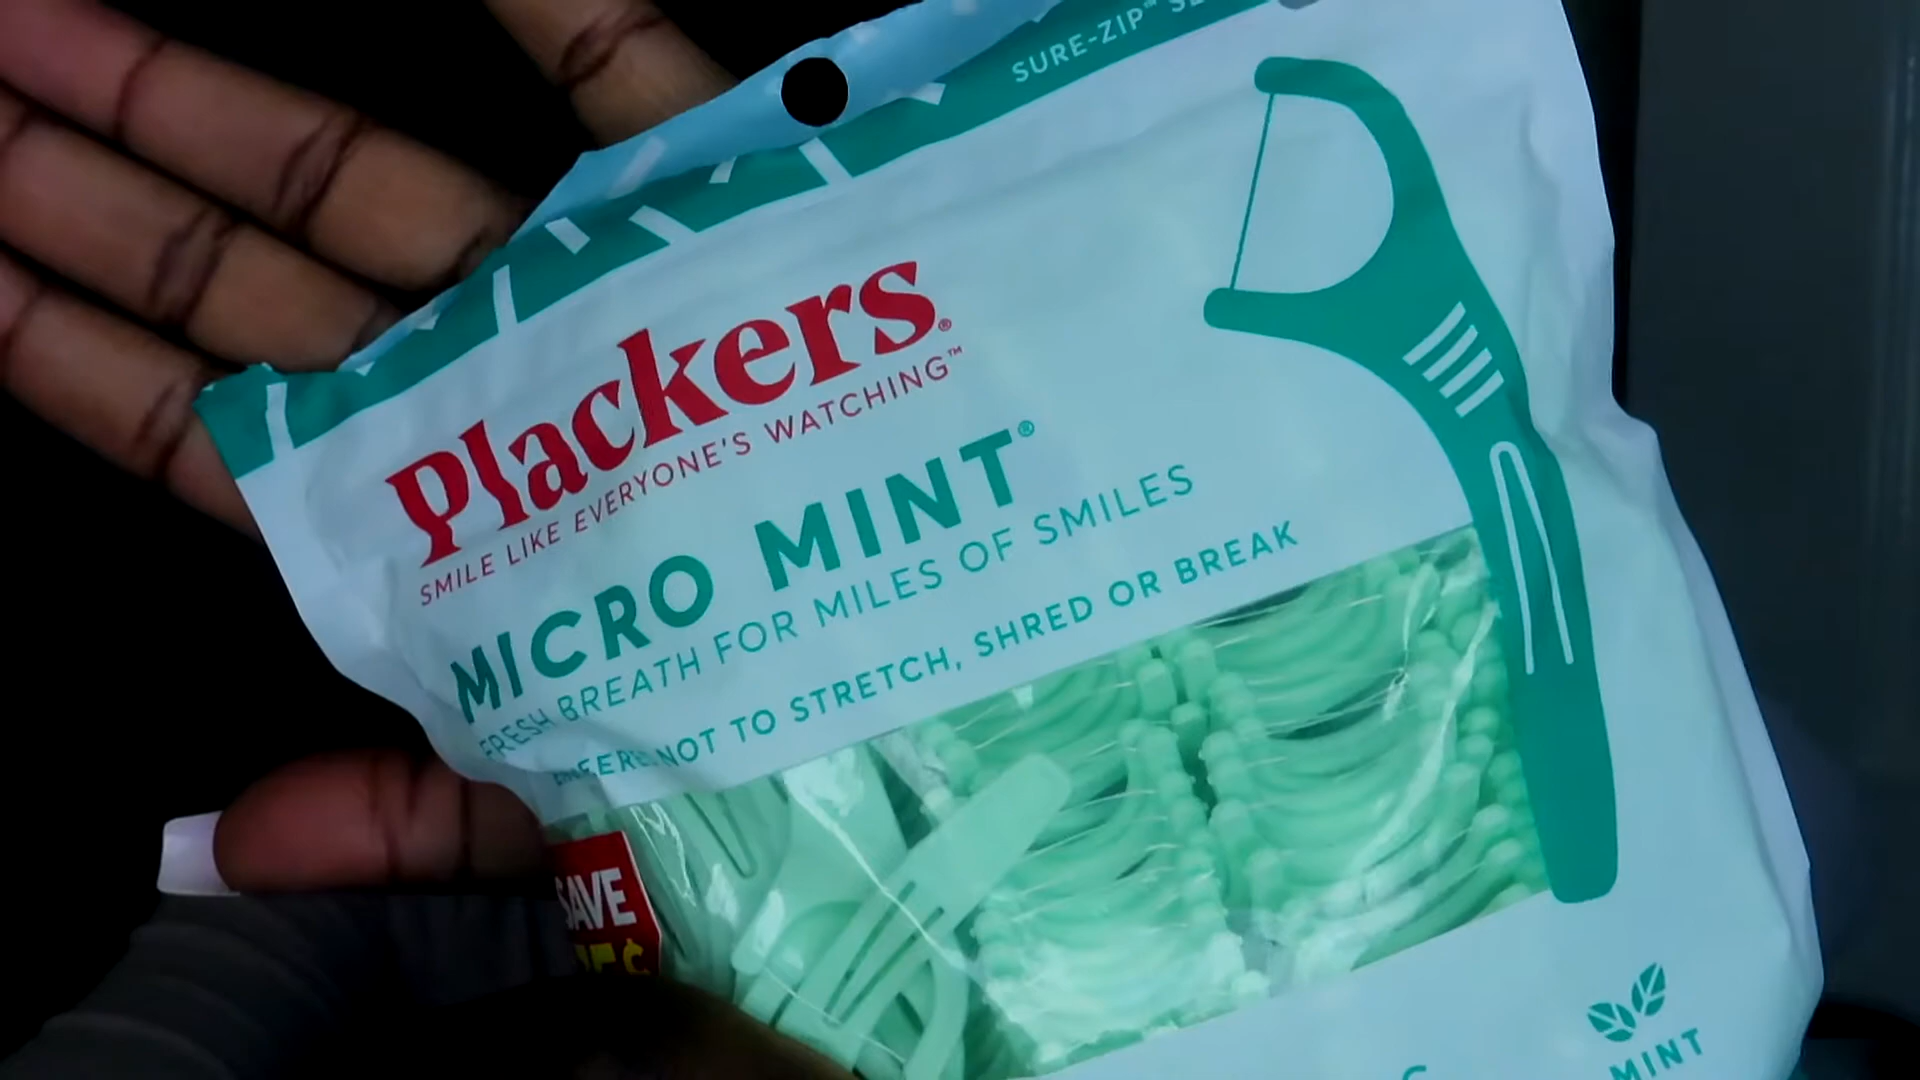 SURE-ZIP™
Plackers®
SMILE LIKE EVERYONE'S WATCHING™
MICRO MINT®
FRESH BREATH FOR MILES OF SMILES
NOT TO STRETCH, SHRED OR BREAK
SAVE
MINT